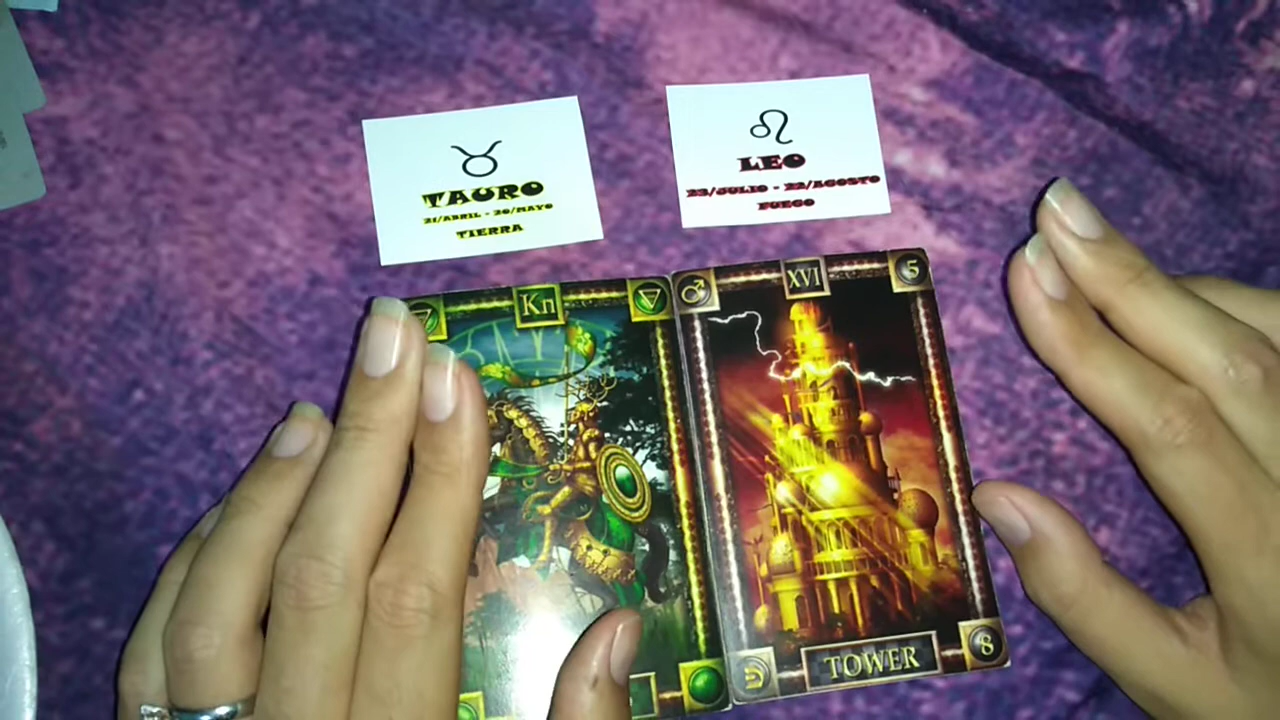 TAURO
21/ABRIL - 20/MAYO
TIERRA
LEO
23/JULIO - 22/AGOSTO
FUEGO
Kn
XVI
5
TOWER
8